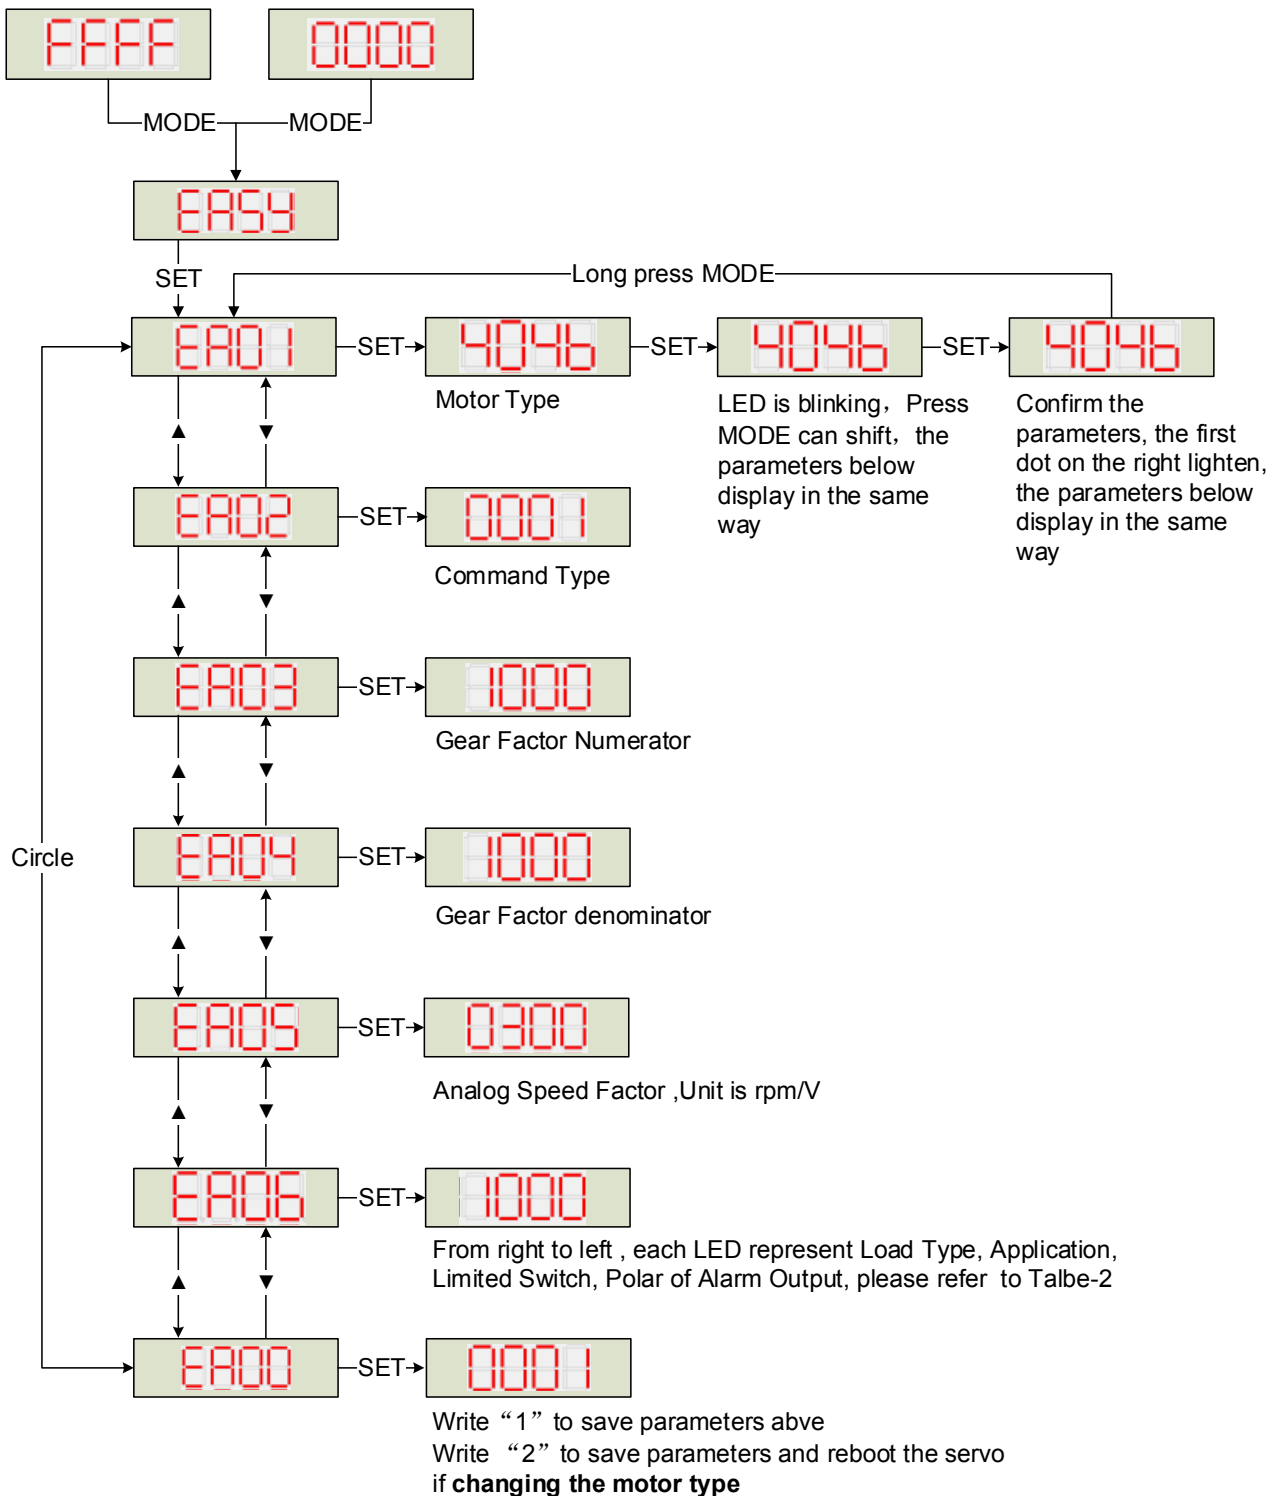 FFFF
0000
MODE
MODE
EASY
SET
Long press MODE
EA01
SET
4046
SET
4046
SET
4046
Motor Type
LED is blinking，Press
MODE can shift，the
parameters below
display in the same
way
Confirm the
parameters, the first
dot on the right lighten,
the parameters below
display in the same
way
▲
▼
EA02
SET
0001
Command Type
▲
▼
EA03
SET
1000
Gear Factor Numerator
▲
▼
Circle
EA04
SET
1000
Gear Factor denominator
▲
▼
EA05
SET
0300
Analog Speed Factor ,Unit is rpm/V
▲
▼
EA06
SET
1000
From right to left , each LED represent Load Type, Application,
Limited Switch, Polar of Alarm Output, please refer to Talbe-2
▲
▼
EA00
SET
0001
Write “1” to save parameters abve
Write “2” to save parameters and reboot the servo
if changing the motor type